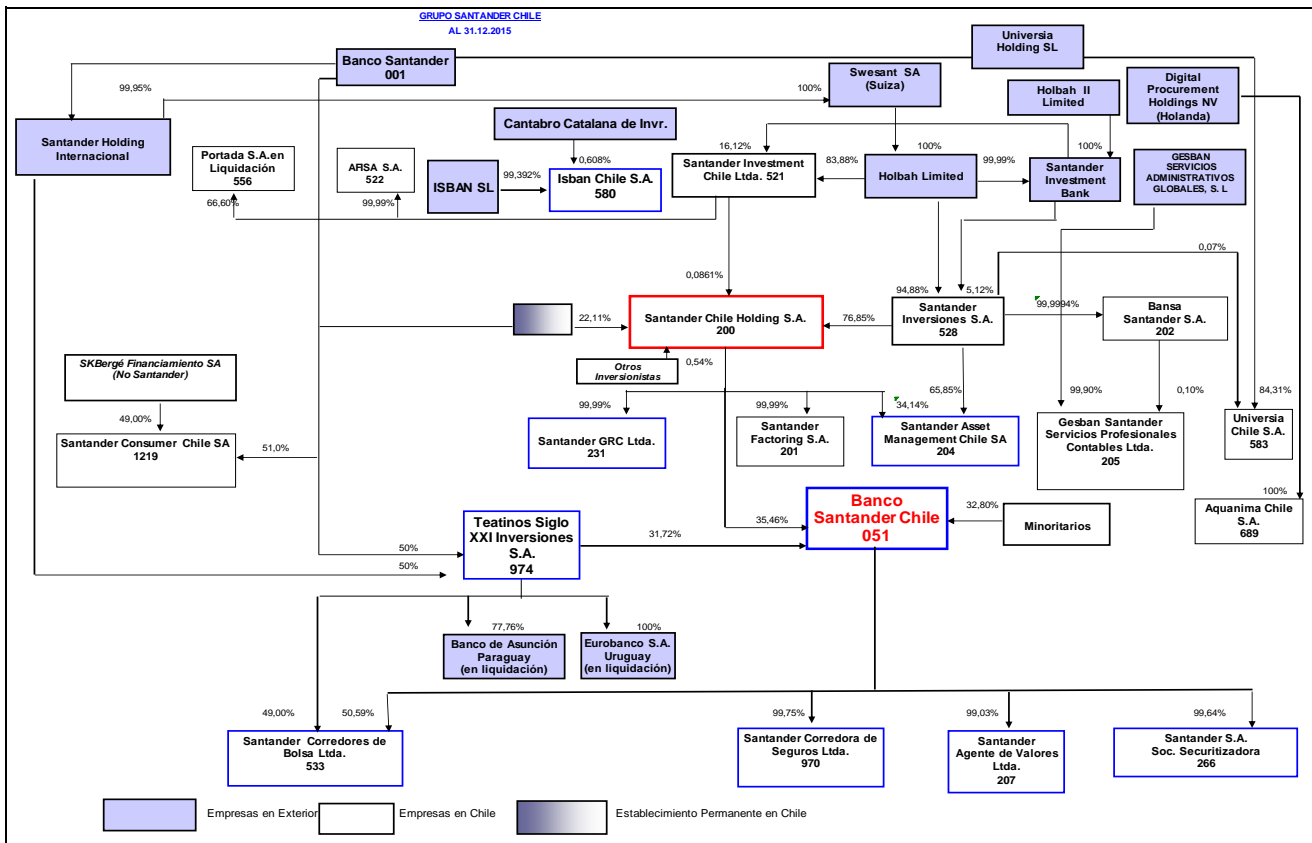 GRUPO SANTANDER CHILE
AL 31.12.2015
Universia
Holding SL
Banco Santander
001
Swesant SA
(Suiza)
Holbah II
Limited
Digital
Procurement
Holdings NV
(Holanda)
99,95%
100%
Santander Holding
Internacional
Cantabro Catalana de Invr.
Portada S.A.en
Liquidación
556
AFISA S.A.
522
ISBAN SL
99,392%
0,608%
Isban Chile S.A.
580
16,12%
Santander Investment
Chile Ltda. 521
83,88%
100%
Holbah Limited
99,99%
100%
Santander
Investment
Bank
GESBAN
SERVICIOS
ADMINISTRATIVOS
GLOBALES, S. L
66,60%
99,99%
0,07%
0,0861%
94,88%
5,12%
99,9994%
22,11%
Santander Chile Holding S.A.
200
76,85%
Santander
Inversiones S.A.
528
Bansa
Santander S.A.
202
SKBergé Financiamiento SA
(No Santander)
Otros
Inversionistas
0,54%
65,85%
99,90%
0,10%
84,31%
49,00%
99,99%
99,99%
34,14%
Santander Consumer Chile SA
1219
51,0%
Santander GRC Ltda.
231
Santander
Factoring S.A.
201
Santander Asset
Management Chile SA
204
Gesban Santander
Servicios Profesionales
Contables Ltda.
205
Universia
Chile S.A.
583
100%
Aquanima Chile
S.A.
689
Banco
Santander Chile
051
35,46%
32,80%
Minoritarios
Teatinos Siglo
XXI Inversiones
S.A.
974
31,72%
50%
50%
77,76%
100%
Banco de Asunción
Paraguay
(en liquidación)
Eurobanco S.A.
Uruguay
(en liquidación)
49,00%
50,59%
99,75%
99,03%
99,64%
Santander Corredores de
Bolsa Ltda.
533
Santander Corredora de
Seguros Ltda.
970
Santander
Agente de Valores
Ltda.
207
Santander S.A.
Soc. Securitizadora
266
Empresas en Exterior
Empresas en Chile
Establecimiento Permanente en Chile